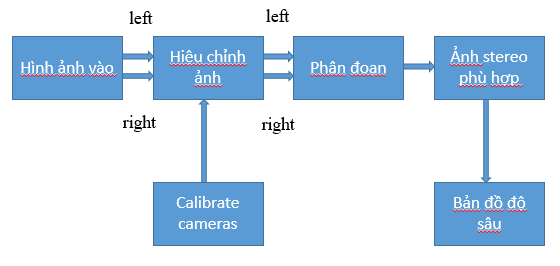 left
left
Hình ảnh vào
Hiệu chỉnh
ảnh
Phân đoạn
Ảnh stereo
phù hợp
right
right
Calibrate
cameras
Bản đồ độ
sâu